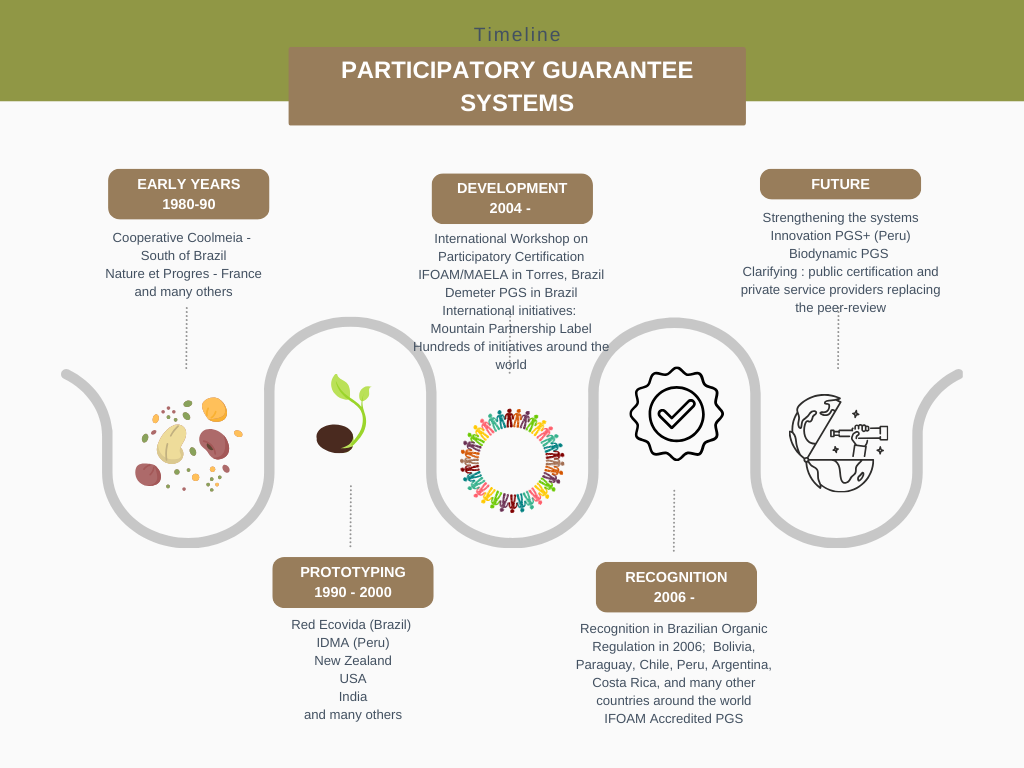 Timeline
PARTICIPATORY GUARANTEE
SYSTEMS
EARLY YEARS
1980-90
Cooperative Coolmeia -
South of Brazil
Nature et Progres - France
and many others
PROTOTYPING
1990 - 2000
Red Ecovida (Brazil)
IDMA (Peru)
New Zealand
USA
India
and many others
DEVELOPMENT
2004 -
International Workshop on
Participatory Certification
IFOAM/MAELA in Torres, Brazil
Demeter PGS in Brazil
International initiatives:
Mountain Partnership Label
Hundreds of initiatives around the
world
RECOGNITION
2006 -
Recognition in Brazilian Organic
Regulation in 2006;  Bolivia,
Paraguay, Chile, Peru, Argentina,
Costa Rica, and many other
countries around the world
IFOAM Accredited PGS
FUTURE
Strengthening the systems
Innovation PGS+ (Peru)
Biodynamic PGS
Clarifying : public certification and
private service providers replacing
the peer-review